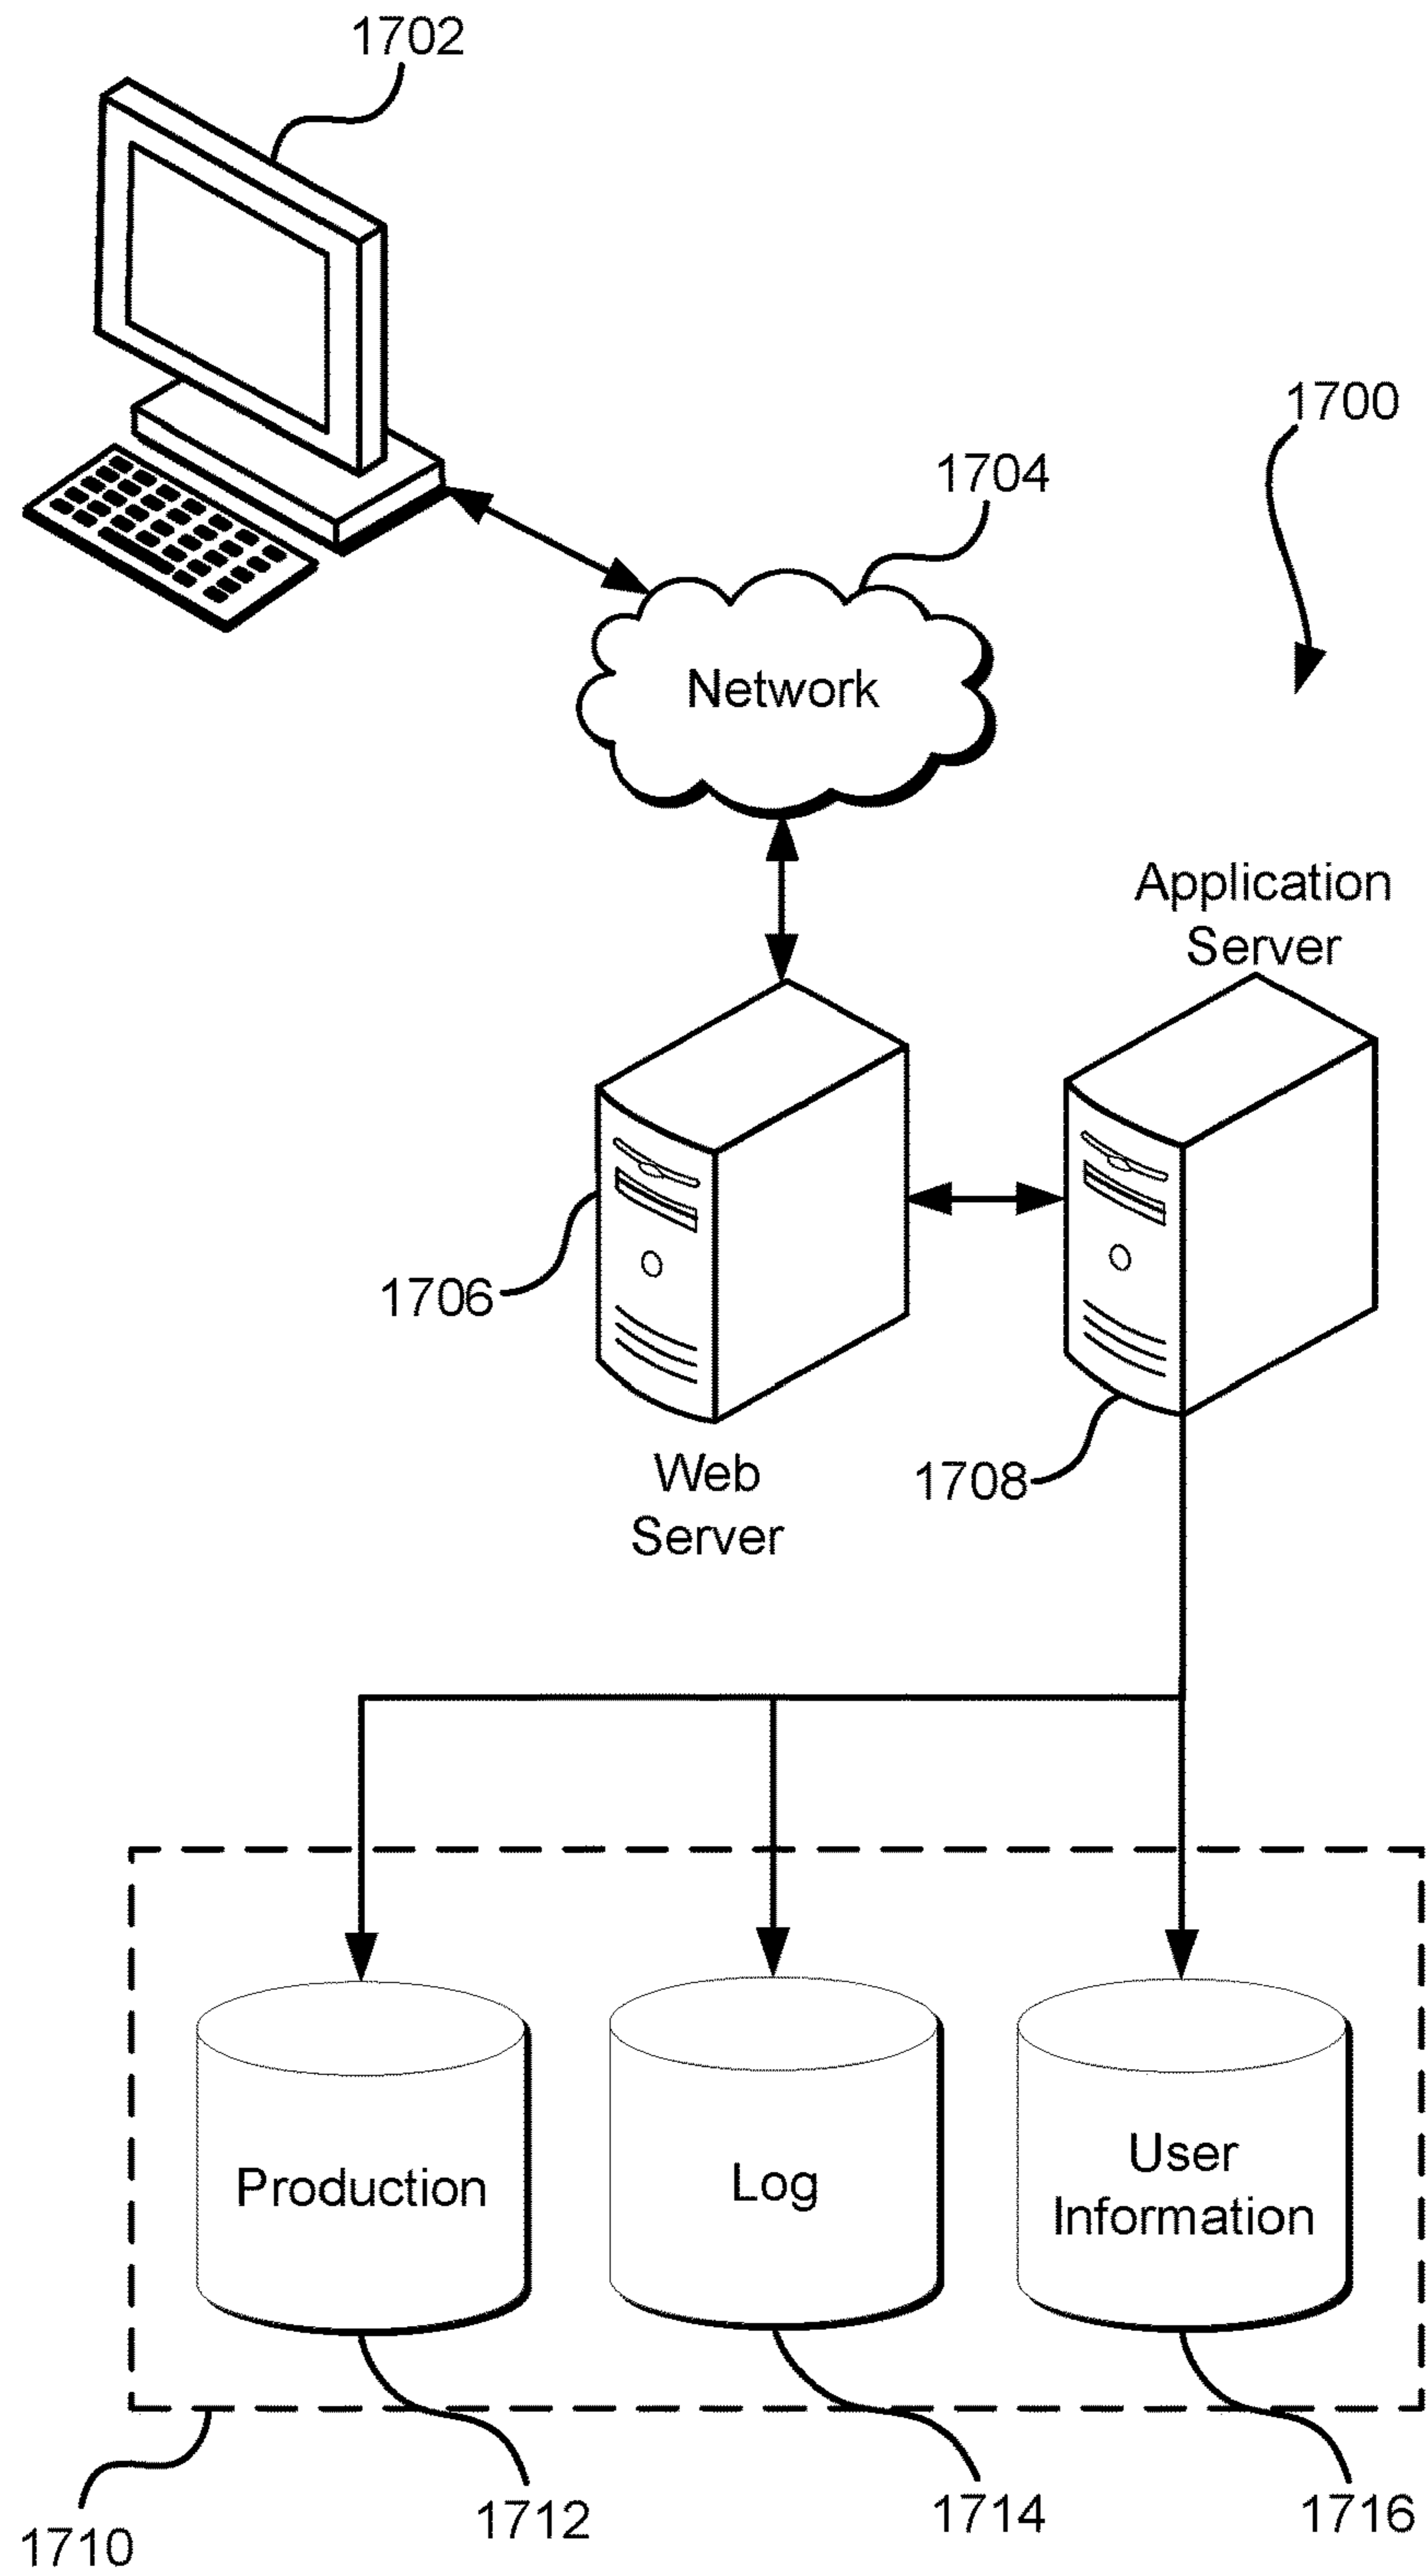 1702
1700
1704
Network
Application
Server
1706
Web
Server
1708
Production
Log
User
Information
1710
1712
1714
1716